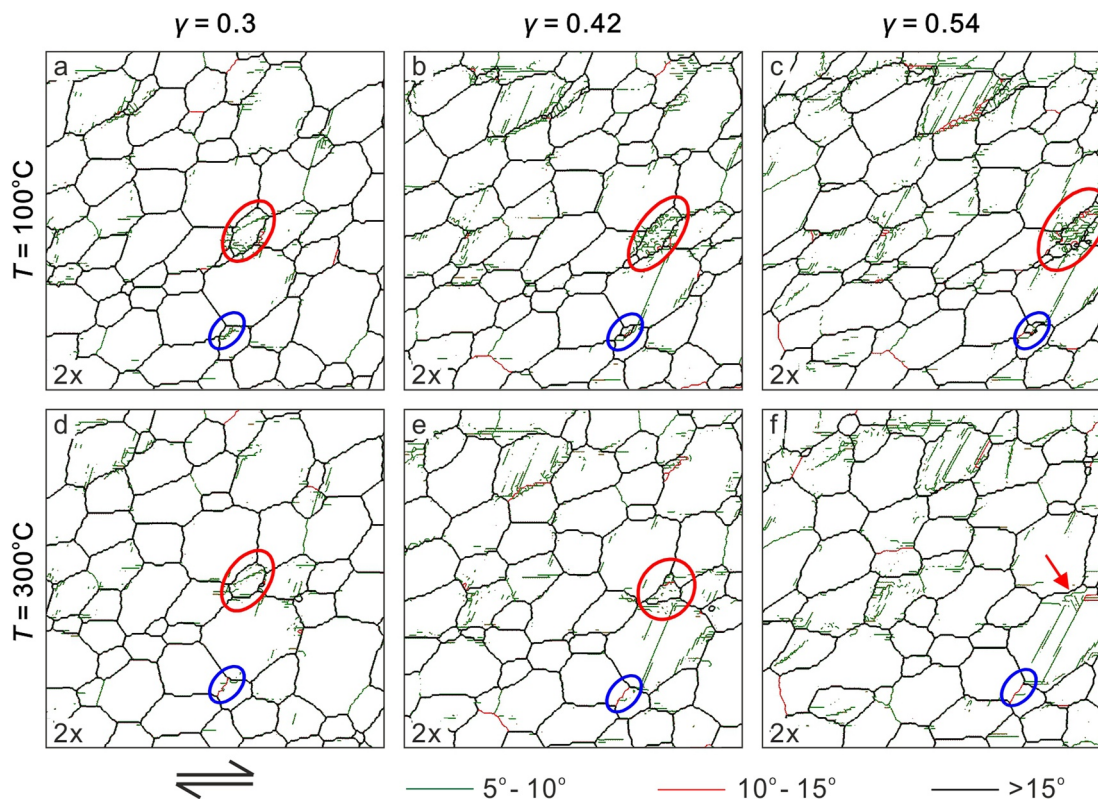 γ = 0.3 γ = 0.42 γ = 0.54
T = 100°C
a b c
2x 2x 2x
T = 300°C
d e f
2x 2x 2x
5° - 10° 10° - 15° >15°